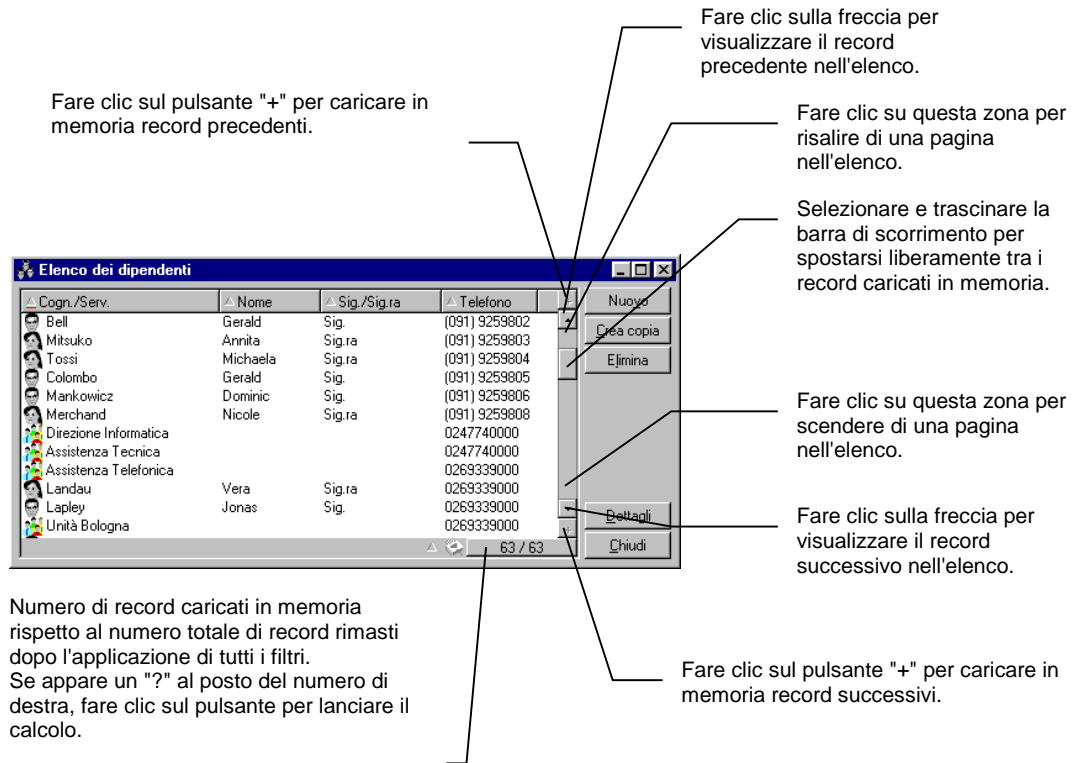 Fare clic sulla freccia per
visualizzare il record
precedente nell'elenco.
Fare clic sul pulsante "+" per caricare in
memoria record precedenti.
Fare clic su questa zona per
risalire di una pagina
nell'elenco.
Selezionare e trascinare la
barra di scorrimento per
spostarsi liberamente tra i
record caricati in memoria.
Elenco dei dipendenti
Cogn./Serv. Nome Sig./Sig.ra Telefono Nuovo
Bell Gerald Sig. (091) 9259802
Crea copia
Mitsuko Annita Sig.ra (091) 9259803
Tossi Michaela Sig.ra (091) 9259804 Elimina
Colombo Gerald Sig. (091) 9259805
Mankowicz Dominic Sig. (091) 9259806
Merchand Nicole Sig.ra (091) 9259808
Direzione Informatica 0247740000
Assistenza Tecnica 0247740000
Assistenza Telefonica 0269339000
Landau Vera Sig.ra 0269339000
Lapley Jonas Sig. 0269339000 Dettagli
Unità Bologna 0269339000
63 / 63 Chiudi
Fare clic su questa zona per
scendere di una pagina
nell'elenco.
Fare clic sulla freccia per
visualizzare il record
successivo nell'elenco.
Numero di record caricati in memoria
rispetto al numero totale di record rimasti
dopo l'applicazione di tutti i filtri.
Se appare un "?" al posto del numero di
destra, fare clic sul pulsante per lanciare il
calcolo.
Fare clic sul pulsante "+" per caricare in
memoria record successivi.